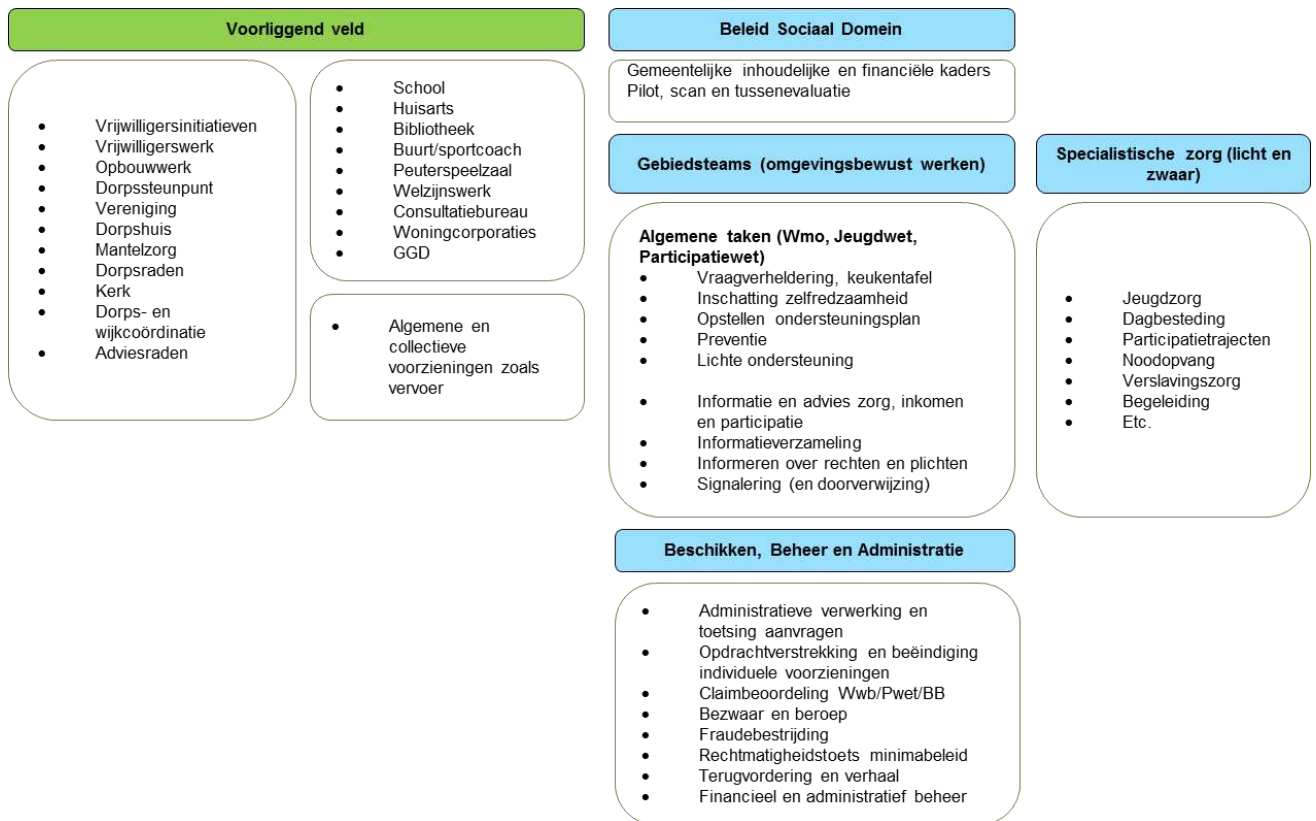 Voorliggend veld
• Vrijwilligersinitiatieven
• Vrijwilligerswerk
• Opbouwwerk
• Dorpssteunpunt
• Vereniging
• Dorpshuis
• Mantelzorg
• Dorpsraden
• Kerk
• Dorps- en
wijkcoördinatie
• Adviesraden
• School
• Huisarts
• Bibliotheek
• Buurt/sportcoach
• Peuterspeelzaal
• Welzijnswerk
• Consultatiebureau
• Woningcorporaties
• GGD
• Algemene en
collectieve
voorzieningen zoals
vervoer
Beleid Sociaal Domein
Gemeentelijke inhoudelijke en financiële kaders
Pilot, scan en tussenevaluatie
Gebiedsteams (omgevingsbewust werken)
Algemene taken (Wmo, Jeugdwet,
Participatiewet)
• Vraagverheldering, keukentafel
• Inschatting zelfredzaamheid
• Opstellen ondersteuningsplan
• Preventie
• Lichte ondersteuning
• Informatie en advies zorg, inkomen
en participatie
• Informatieverzameling
• Informeren over rechten en plichten
• Signalering (en doorverwijzing)
Specialistische zorg (licht en
zwaar)
• Jeugdzorg
• Dagbesteding
• Participatietrajecten
• Noodopvang
• Verslavingszorg
• Begeleiding
• Etc.
Beschikken, Beheer en Administratie
• Administratieve verwerking en
toetsing aanvragen
• Opdrachtverstrekking en beëindiging
individuele voorzieningen
• Claimbeoordeling Wwb/Pwet/BB
• Bezwaar en beroep
• Fraudebestrijding
• Rechtmatigheidstoets minimabeleid
• Terugvordering en verhaal
• Financieel en administratief beheer